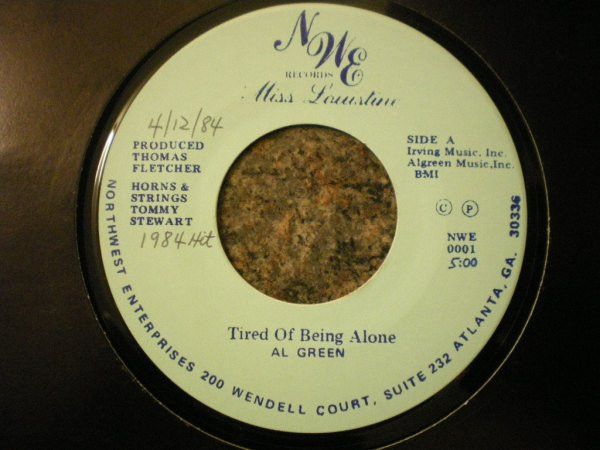 NWE
RECORDS
Miss Louistine
4/12/84
PRODUCED
THOMAS
FLETCHER
HORNS &
STRINGS
TOMMY
STEWART
1984 Hit
SIDE A
Irving Music, Inc.
Algreen Music, Inc.
BMI
© ℗
NWE
0001
5:00
Tired Of Being Alone
AL GREEN
NORTHWEST ENTERPRISES 200 WENDELL COURT, SUITE 232 ATLANTA, GA. 30336